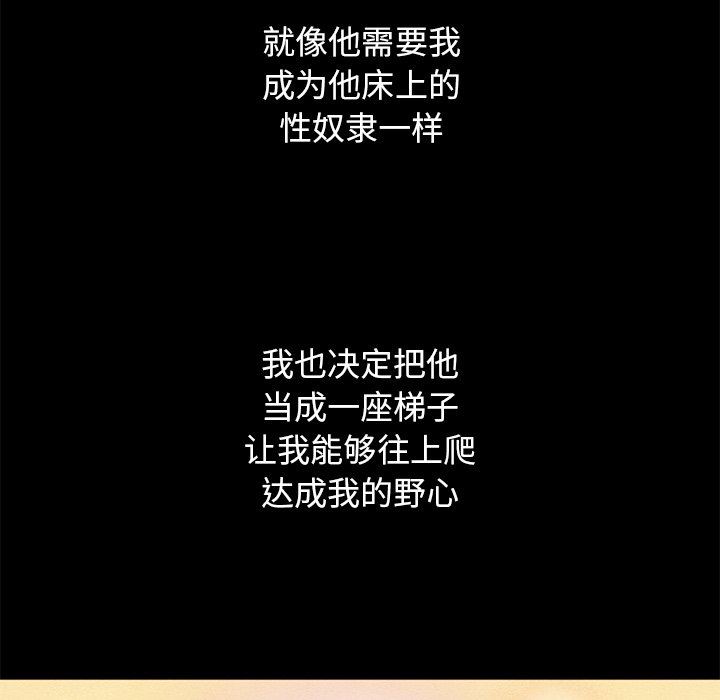 就像他需要我
成为他床上的
性奴隶一样
我也决定把他
当成一座梯子
让我能够往上爬
达成我的野心